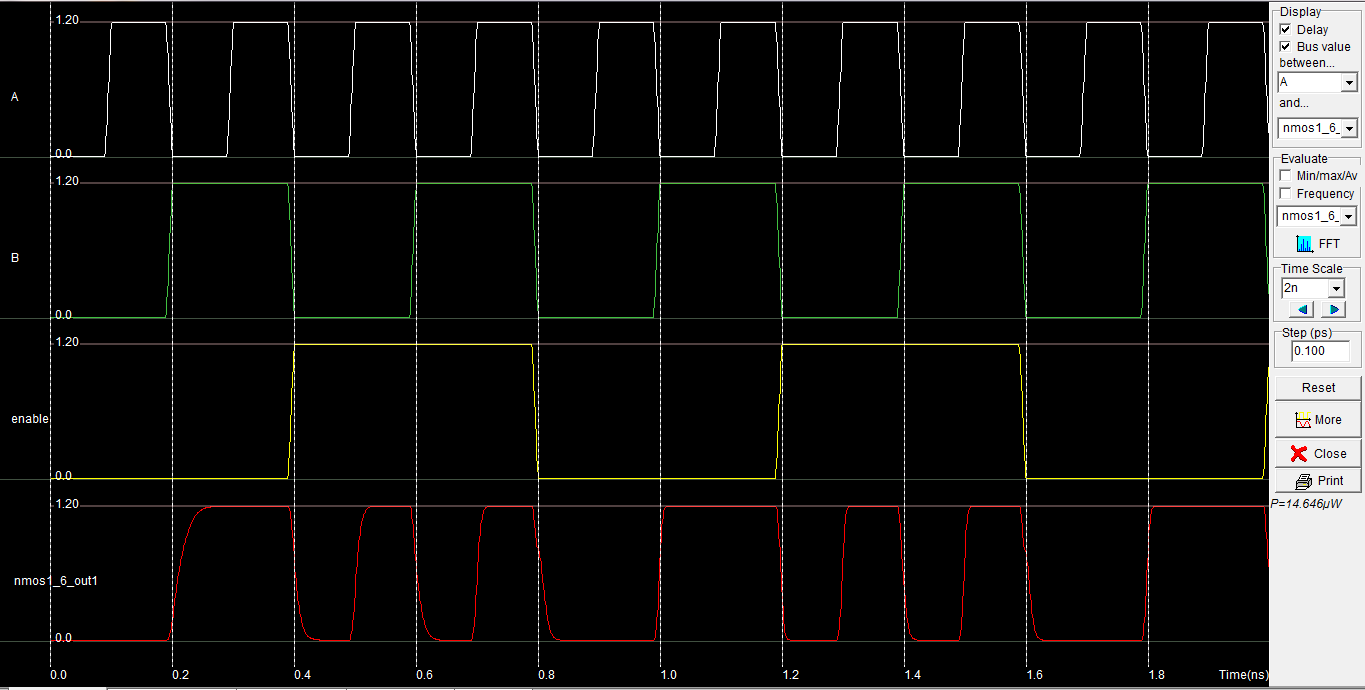 1.20
A
0.0
1.20
B
0.0
1.20
enable
0.0
1.20
nmos1_6_out1
0.0
0.0 0.2 0.4 0.6 0.8 1.0 1.2 1.4 1.6 1.8 Time(ns)
Display
Delay
Bus value
between...
A
and...
nmos1_6_
Evaluate
Min/max/Av
Frequency
nmos1_6_
FFT
Time Scale
2n
Step (ps)
0.100
Reset
More
Close
Print
P=14.646µW